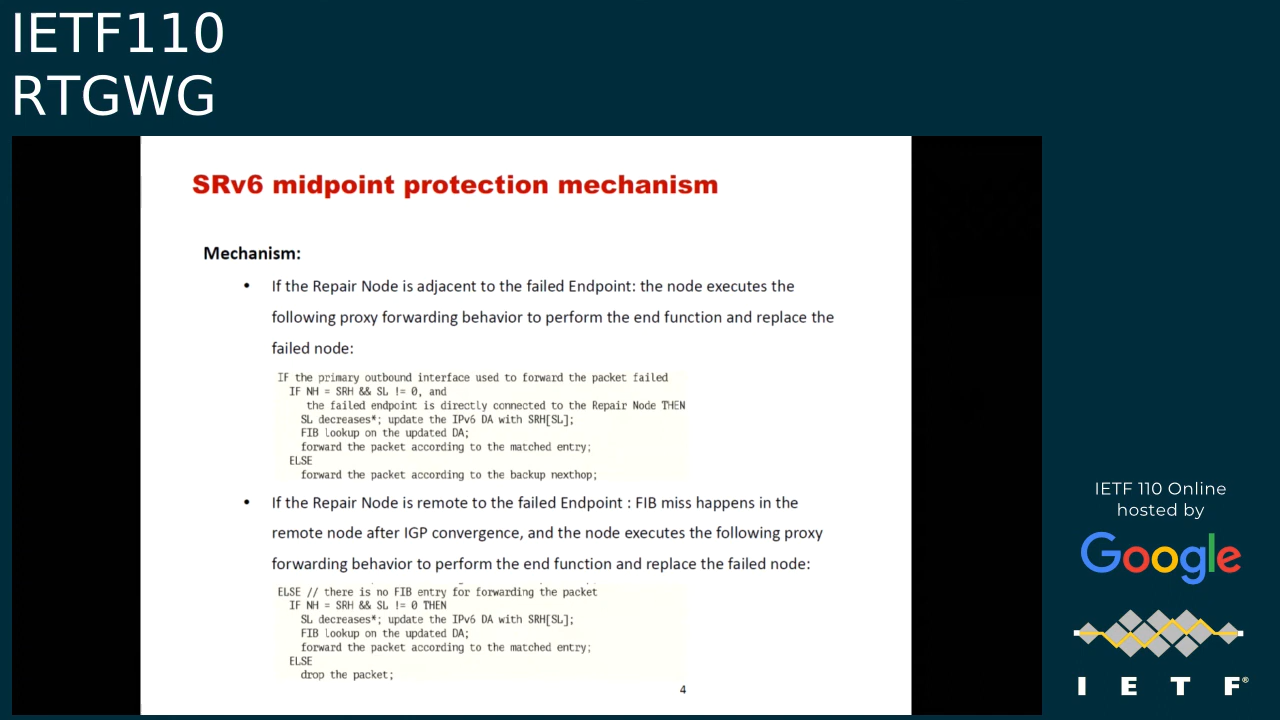 IETF110
RTGWG
SRv6 midpoint protection mechanism
Mechanism:
• If the Repair Node is adjacent to the failed Endpoint: the node executes the
following proxy forwarding behavior to perform the end function and replace the
failed node:
IF the primary outbound interface used to forward the packet failed
IF NH = SRH && SL != 0, and
the failed endpoint is directly connected to the Repair Node THEN
SL decreases*; update the IPv6 DA with SRH[SL];
FIB lookup on the updated DA;
forward the packet according to the matched entry;
ELSE
forward the packet according to the backup nexthop;
• If the Repair Node is remote to the failed Endpoint : FIB miss happens in the
remote node after IGP convergence, and the node executes the following proxy
forwarding behavior to perform the end function and replace the failed node:
ELSE // there is no FIB entry for forwarding the packet
IF NH = SRH && SL != 0 THEN
SL decreases*; update the IPv6 DA with SRH[SL];
FIB lookup on the updated DA;
forward the packet according to the matched entry;
ELSE
drop the packet;
4
IETF 110 Online
hosted by
Google
I E T F®